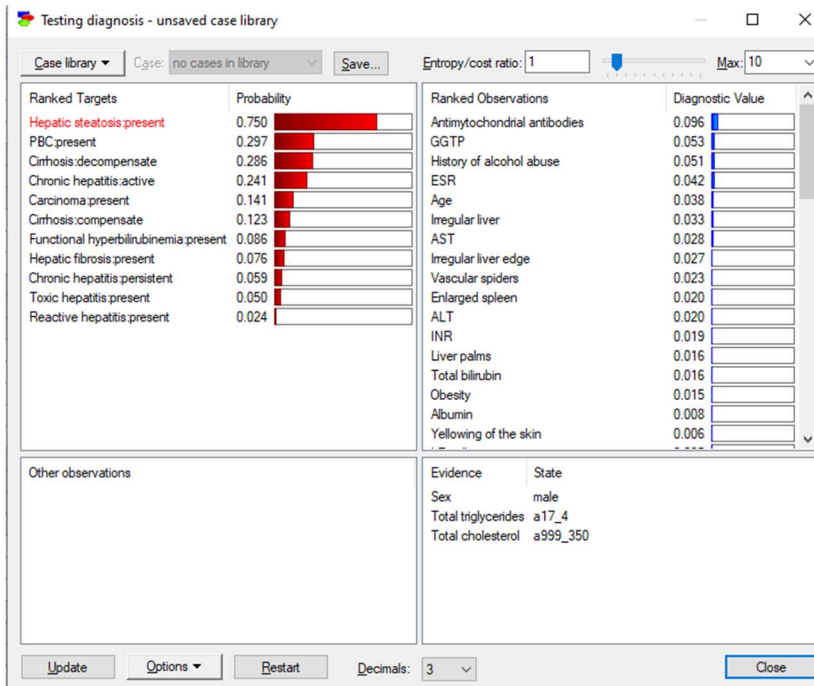 Testing diagnosis - unsaved case library
Case library Case: no cases in library Save... Entropy/cost ratio: 1 Max: 10
Ranked Targets Probability
Hepatic steatosis:present 0.750
PBC:present 0.297
Cirrhosis:decompensate 0.286
Chronic hepatitis:active 0.241
Carcinoma:present 0.141
Cirrhosis:compensate 0.123
Functional hyperbilirubinemia:present 0.086
Hepatic fibrosis:present 0.076
Chronic hepatitis:persistent 0.059
Toxic hepatitis:present 0.050
Reactive hepatitis:present 0.024
Ranked Observations Diagnostic Value
Antimytochondrial antibodies 0.096
GGTP 0.053
History of alcohol abuse 0.051
ESR 0.042
Age 0.038
Irregular liver 0.033
AST 0.028
Irregular liver edge 0.027
Vascular spiders 0.023
Enlarged spleen 0.020
ALT 0.020
INR 0.019
Liver palms 0.016
Total bilirubin 0.016
Obesity 0.015
Albumin 0.008
Yellowing of the skin 0.006
Other observations
Evidence State
Sex male
Total triglycerides a17_4
Total cholesterol a999_350
Update Options Restart Decimals: 3 Close